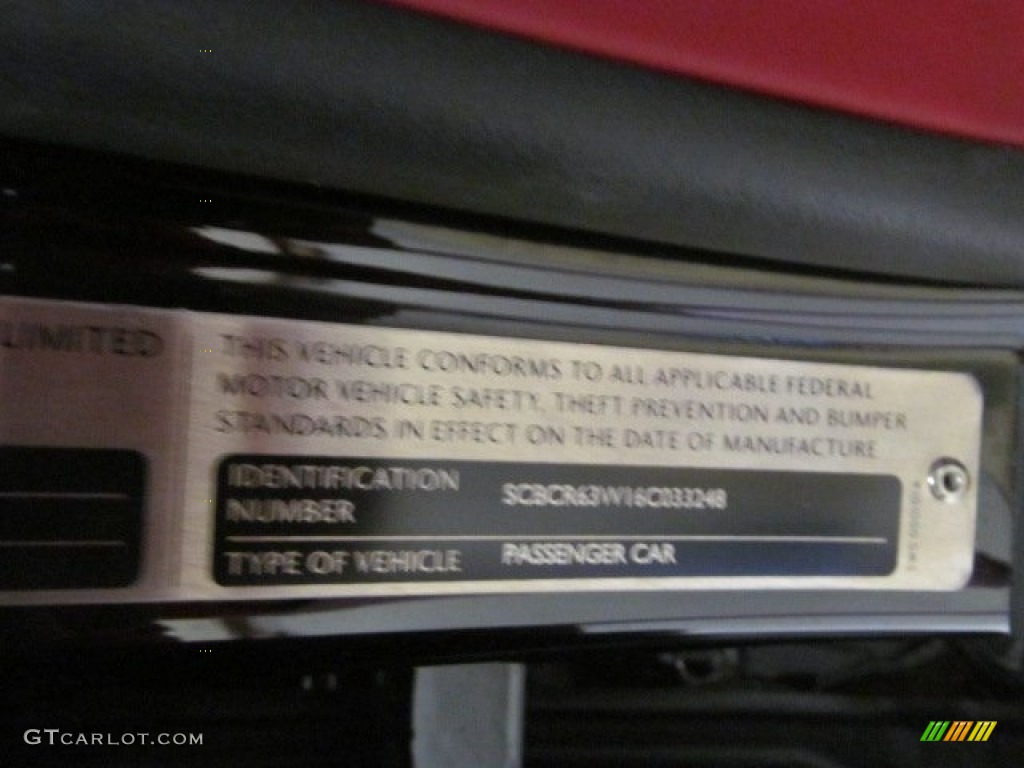 LIMITED
THIS VEHICLE CONFORMS TO ALL APPLICABLE FEDERAL
MOTOR VEHICLE SAFETY, THEFT PREVENTION AND BUMPER
STANDARDS IN EFFECT ON THE DATE OF MANUFACTURE
IDENTIFICATION
NUMBER
SCBCR63W16C033248
TYPE OF VEHICLE
PASSENGER CAR
GTCARLOT.COM